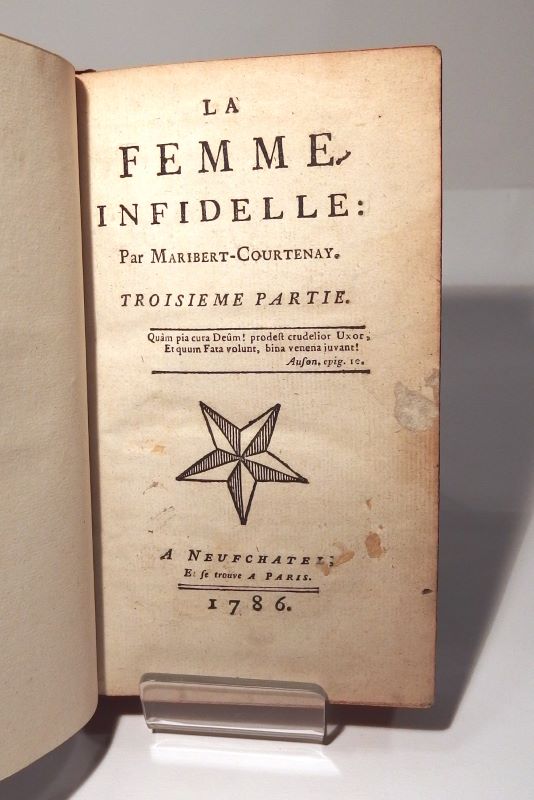 LA
FEMME,
INFIDELLE:
Par MARIBERT-COURTENAY.
TROISIEME PARTIE.
Quàm pia cura Deûm! prodeſt crudelior Uxor,
Et quum Fata volunt, bina venena juvant!
Auſon. epig. 10.
A NEUFCHATEL;
Et ſe trouve A PARIS.
1786.